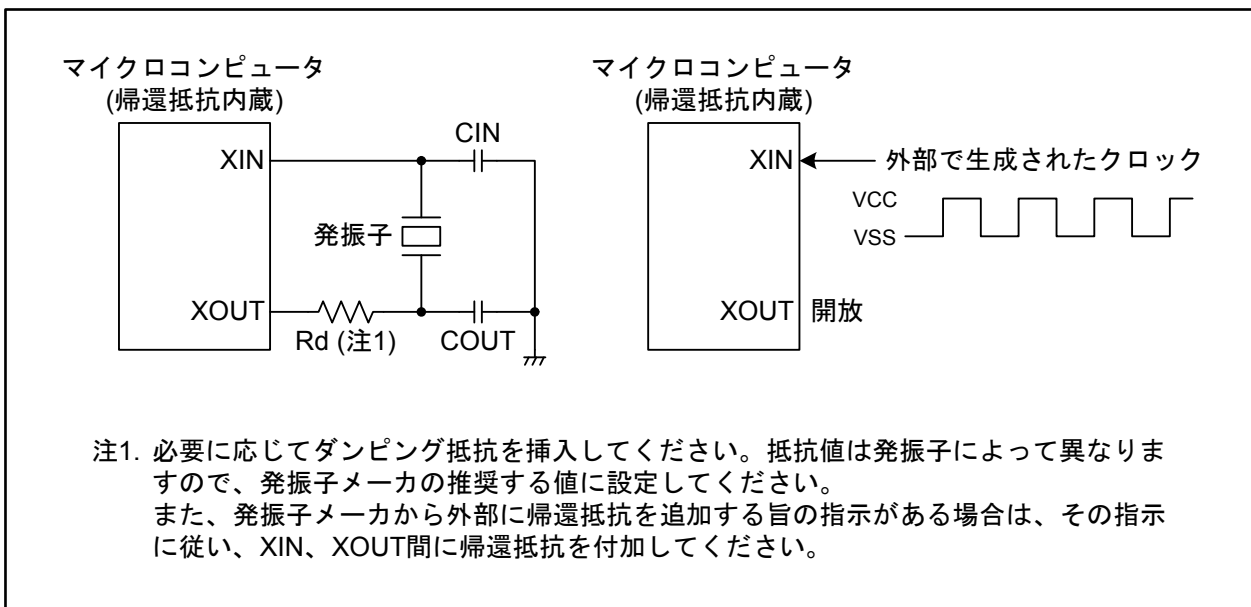 マイクロコンピュータ
(帰還抵抗内蔵)
XIN
CIN
発振子
XOUT
Rd (注1)
COUT
マイクロコンピュータ
(帰還抵抗内蔵)
XIN
外部で生成されたクロック
VCC
VSS
XOUT
開放
注1. 必要に応じてダンピング抵抗を挿入してください。抵抗値は発振子によって異なりま
すので、発振子メーカの推奨する値に設定してください。
また、発振子メーカから外部に帰還抵抗を追加する旨の指示がある場合は、その指示
に従い、XIN、XOUT間に帰還抵抗を付加してください。